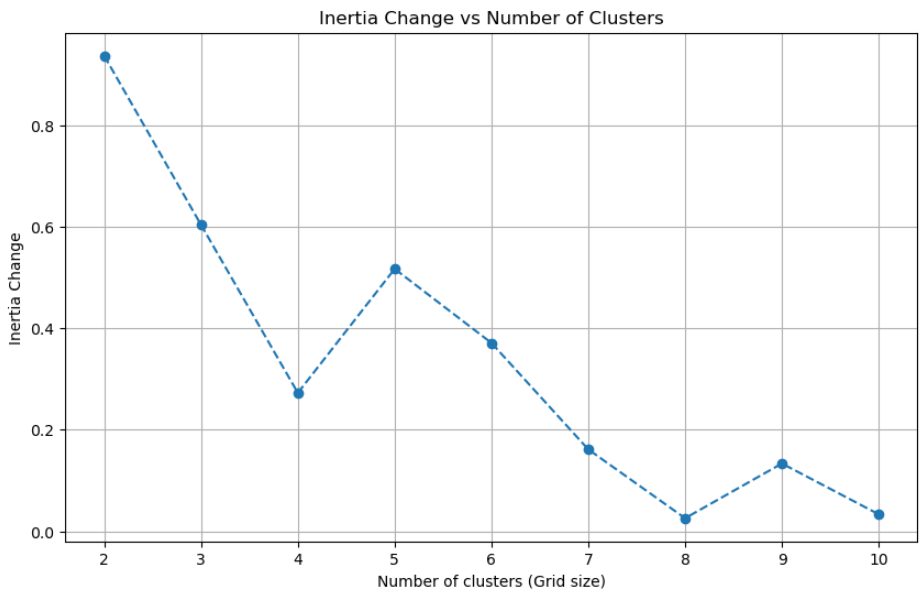 Inertia Change vs Number of Clusters
Inertia Change
0.8
0.6
0.4
0.2
0.0
2 3 4 5 6 7 8 9 10
Number of clusters (Grid size)